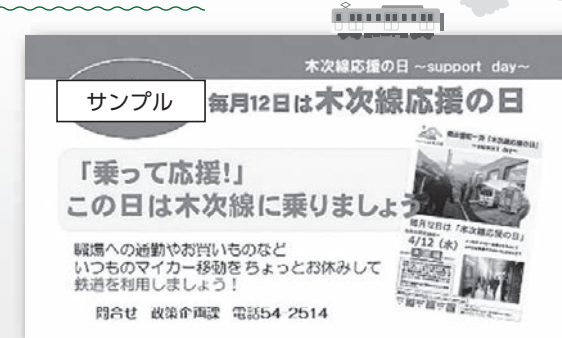 木次線応援の日 ～support day～
サンプル
毎月12日は木次線応援の日
「乗って応援!」
この日は木次線に乗りましょう
職場への通勤やお買いものなど
いつものマイカー移動をちょっとお休みして
鉄道を利用しましょう！
問合せ 政策企画課 電話54-2514
毎月12日は「木次線応援の日」
4/12（水）